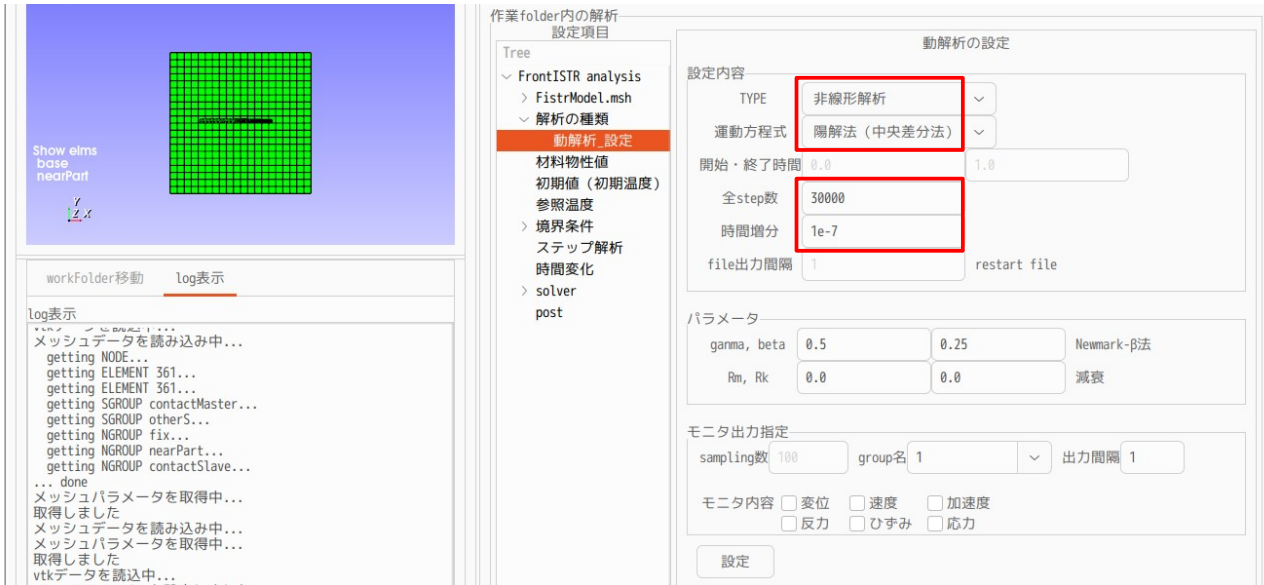 Show elms
base
nearPart
Y
Z X
workFolder移動 log表示
log表示
vtkデータを読込中...
メッシュデータを読み込み中...
getting NODE...
getting ELEMENT 361...
getting ELEMENT 361...
getting SGROUP contactMaster...
getting SGROUP otherS...
getting NGROUP fix...
getting NGROUP nearPart...
getting NGROUP contactSlave...
... done
メッシュパラメータを取得中...
取得しました
メッシュデータを読み込み中...
メッシュパラメータを取得中...
取得しました
vtkデータを読込中...
作業folder内の解析
設定項目
Tree
FrontISTR analysis
FistrModel.msh
解析の種類
動解析_設定
材料物性値
初期値（初期温度）
参照温度
境界条件
ステップ解析
時間変化
solver
post
動解析の設定
設定内容
TYPE 非線形解析
運動方程式 陽解法（中央差分法）
開始・終了時間 0.0 1.0
全step数 30000
時間増分 1e-7
file出力間隔 1 restart file
パラメータ
ganma, beta 0.5 0.25 Newmark-β法
Rm, Rk 0.0 0.0 減衰
モニタ出力指定
sampling数 100 group名 1 出力間隔 1
モニタ内容 変位 速度 加速度
反力 ひずみ 応力
設定